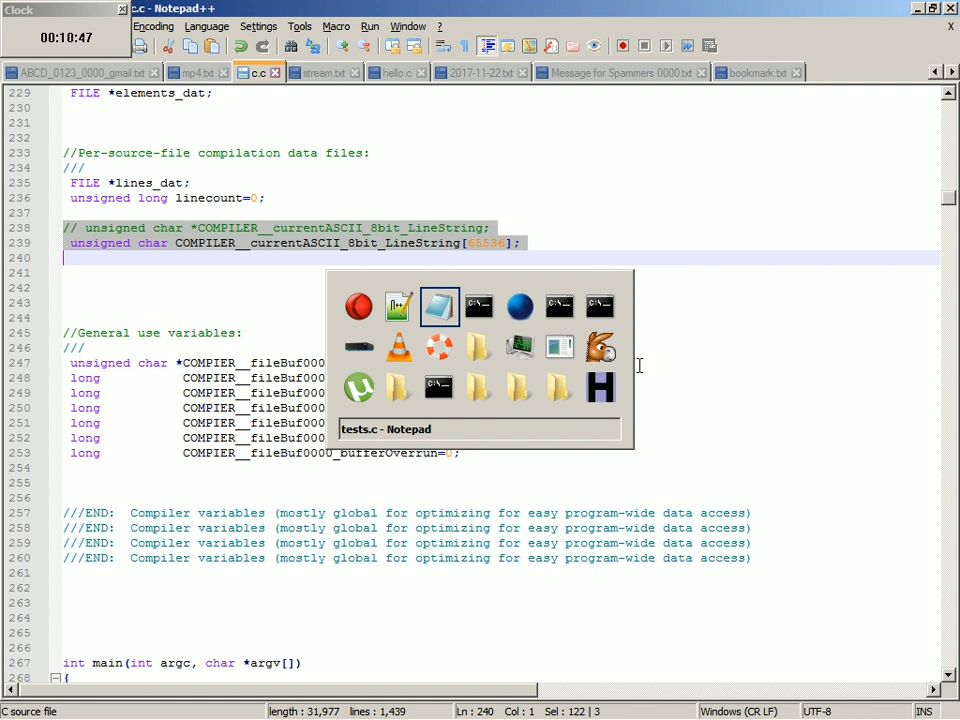 Clock
c.c - Notepad++
00:10:47
Encoding Language Settings Tools Macro Run Window ?
X
ABCD_0123_0000_gmail.txt mp4.txt c.c stream.txt hello.c 2017-11-22.txt Message for Spammers 0000.txt bookmark.txt
229 FILE *elements_dat;
230
231
232
233 //Per-source-file compilation data files:
234 ///
235 FILE *lines_dat;
236 unsigned long linecount=0;
237
238 // unsigned char *COMPILER__currentASCII_8bit_LineString;
239 unsigned char COMPILER__currentASCII_8bit_LineString[65536];
240
241
242
243
244
245 //General use variables:
246 ///
247 unsigned char *COMPIER__fileBuf000
248 long COMPIER__fileBuf000
249 long COMPIER__fileBuf000
250 long COMPIER__fileBuf000
251 long COMPIER__fileBuf000
252 long COMPIER__fileBuf000
253 long COMPIER__fileBuf0000_bufferOverrun=0;
tests.c - Notepad
254
255
256
257 ///END: Compiler variables (mostly global for optimizing for easy program-wide data access)
258 ///END: Compiler variables (mostly global for optimizing for easy program-wide data access)
259 ///END: Compiler variables (mostly global for optimizing for easy program-wide data access)
260 ///END: Compiler variables (mostly global for optimizing for easy program-wide data access)
261
262
263
264
265
266
267 int main(int argc, char *argv[])
268 {
C source file length : 31,977 lines : 1,439 Ln : 240 Col : 1 Sel : 122 | 3 Windows (CR LF) UTF-8 INS